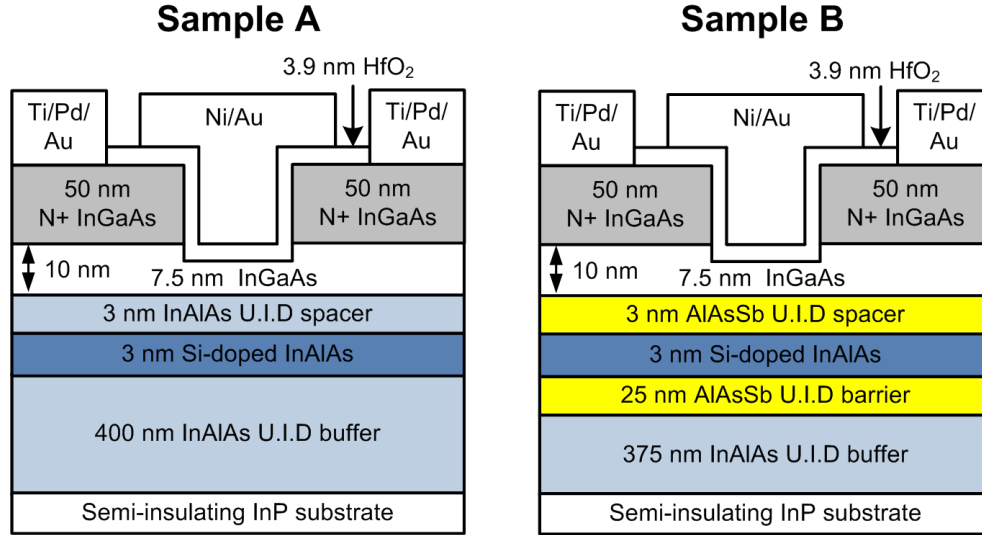 Sample A
3.9 nm HfO₂
Ti/Pd/
Au
Ni/Au
Ti/Pd/
Au
50 nm
N+ InGaAs
50 nm
N+ InGaAs
10 nm
7.5 nm InGaAs
3 nm InAlAs U.I.D spacer
3 nm Si-doped InAlAs
400 nm InAlAs U.I.D buffer
Semi-insulating InP substrate
Sample B
3.9 nm HfO₂
Ti/Pd/
Au
Ni/Au
Ti/Pd/
Au
50 nm
N+ InGaAs
50 nm
N+ InGaAs
10 nm
7.5 nm InGaAs
3 nm AlAsSb U.I.D spacer
3 nm Si-doped InAlAs
25 nm AlAsSb U.I.D barrier
375 nm InAlAs U.I.D buffer
Semi-insulating InP substrate